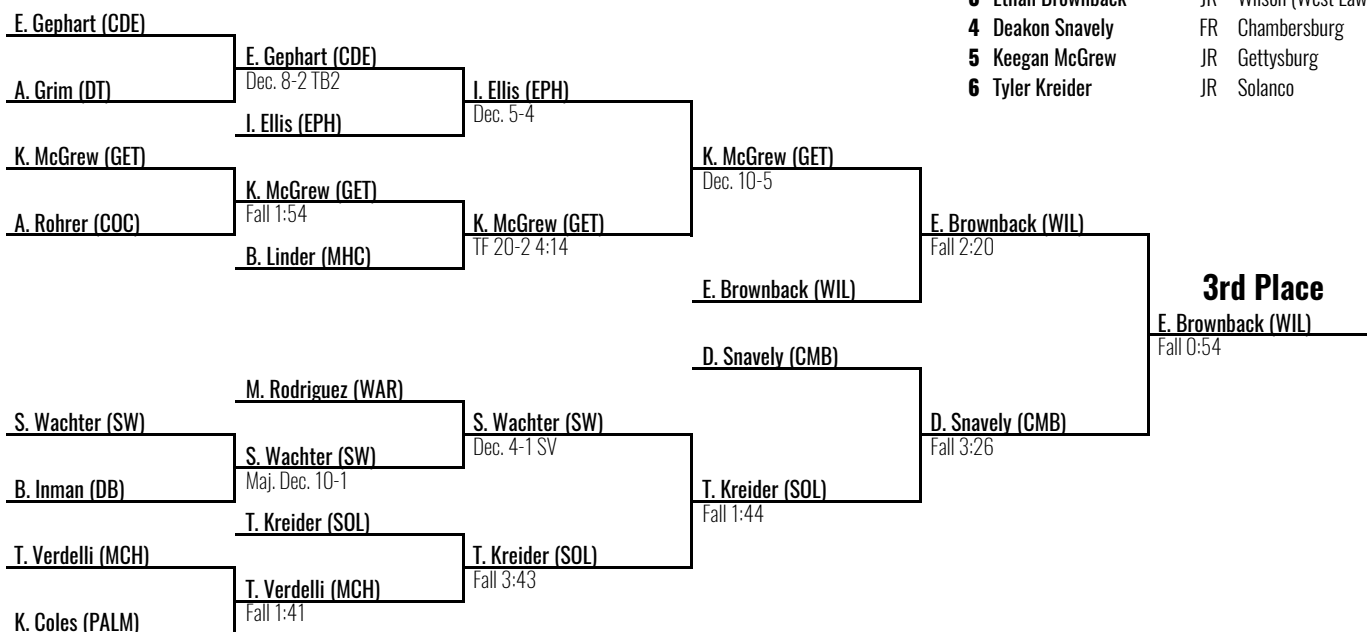 3 Ethan Brownback JR Wilson (West Law
4 Deakon Snavely FR Chambersburg
5 Keegan McGrew JR Gettysburg
6 Tyler Kreider JR Solanco
E. Gephart (CDE)
A. Grim (DT)
K. McGrew (GET)
A. Rohrer (COC)
S. Wachter (SW)
B. Inman (DB)
T. Verdelli (MCH)
K. Coles (PALM)
E. Gephart (CDE)
Dec. 8-2 TB2
I. Ellis (EPH)
K. McGrew (GET)
Fall 1:54
B. Linder (MHC)
M. Rodriguez (WAR)
S. Wachter (SW)
Maj. Dec. 10-1
T. Kreider (SOL)
T. Verdelli (MCH)
Fall 1:41
I. Ellis (EPH)
Dec. 5-4
K. McGrew (GET)
TF 20-2 4:14
S. Wachter (SW)
Dec. 4-1 SV
T. Kreider (SOL)
Fall 3:43
K. McGrew (GET)
Dec. 10-5
E. Brownback (WIL)
D. Snavely (CMB)
T. Kreider (SOL)
Fall 1:44
E. Brownback (WIL)
Fall 2:20
D. Snavely (CMB)
Fall 3:26
3rd Place
E. Brownback (WIL)
Fall 0:54